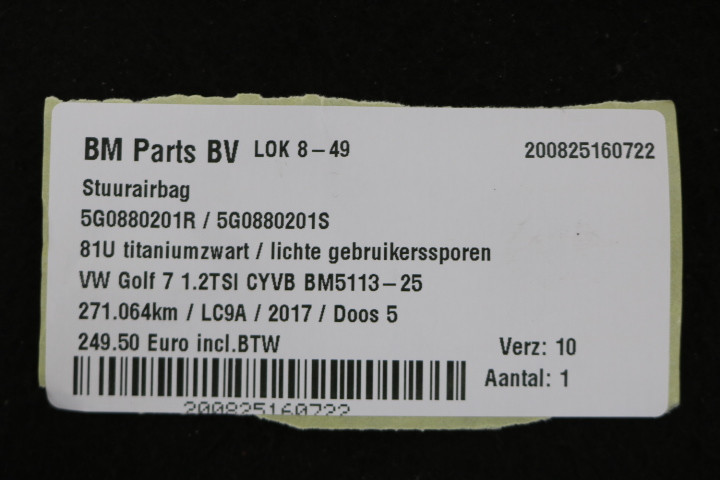 BM Parts BV LOK 8-49 200825160722
Stuurairbag
5G0880201R / 5G0880201S
81U titaniumzwart / lichte gebruikerssporen
VW Golf 7 1.2TSI CYVB BM5113-25
271.064km / LC9A / 2017 / Doos 5
249.50 Euro incl.BTW Verz: 10
Aantal: 1
200825160722